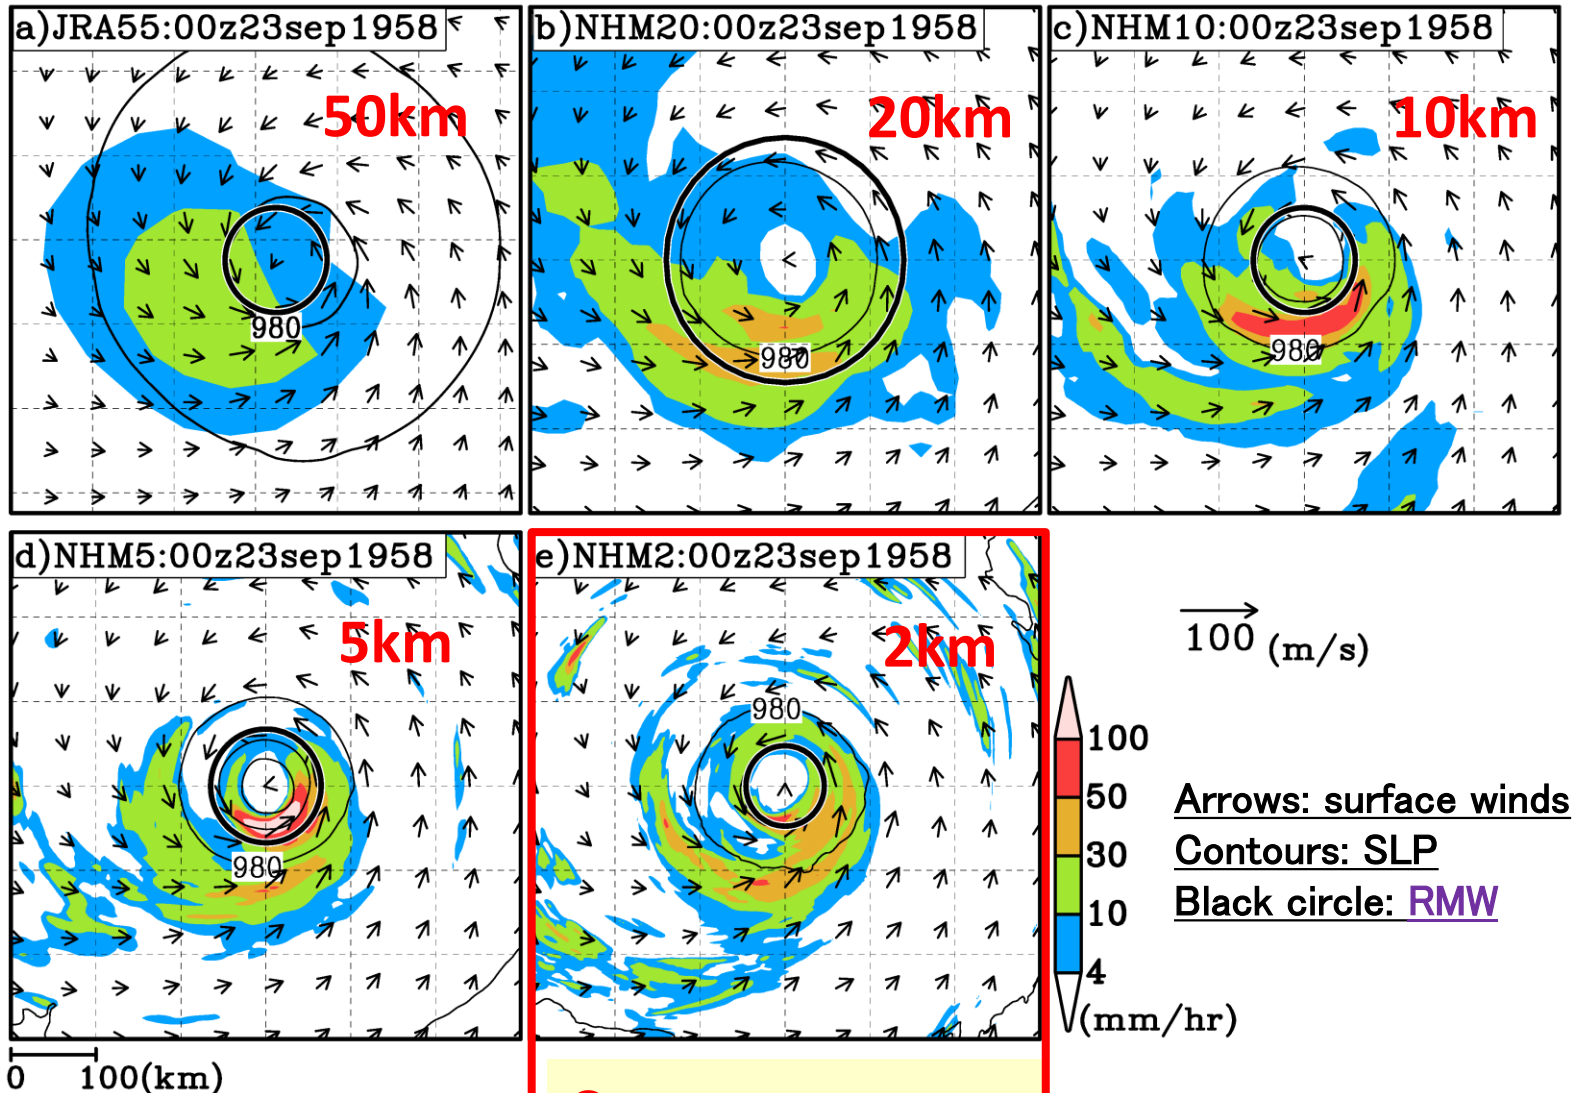 a)JRA55:00z23sep1958
50km
980
b)NHM20:00z23sep1958
20km
980
c)NHM10:00z23sep1958
10km
980
d)NHM5:00z23sep1958
5km
980
e)NHM2:00z23sep1958
2km
980
100 (m/s)
100
50
30
10
4
(mm/hr)
Arrows: surface winds
Contours: SLP
Black circle: RMW
0 100(km)